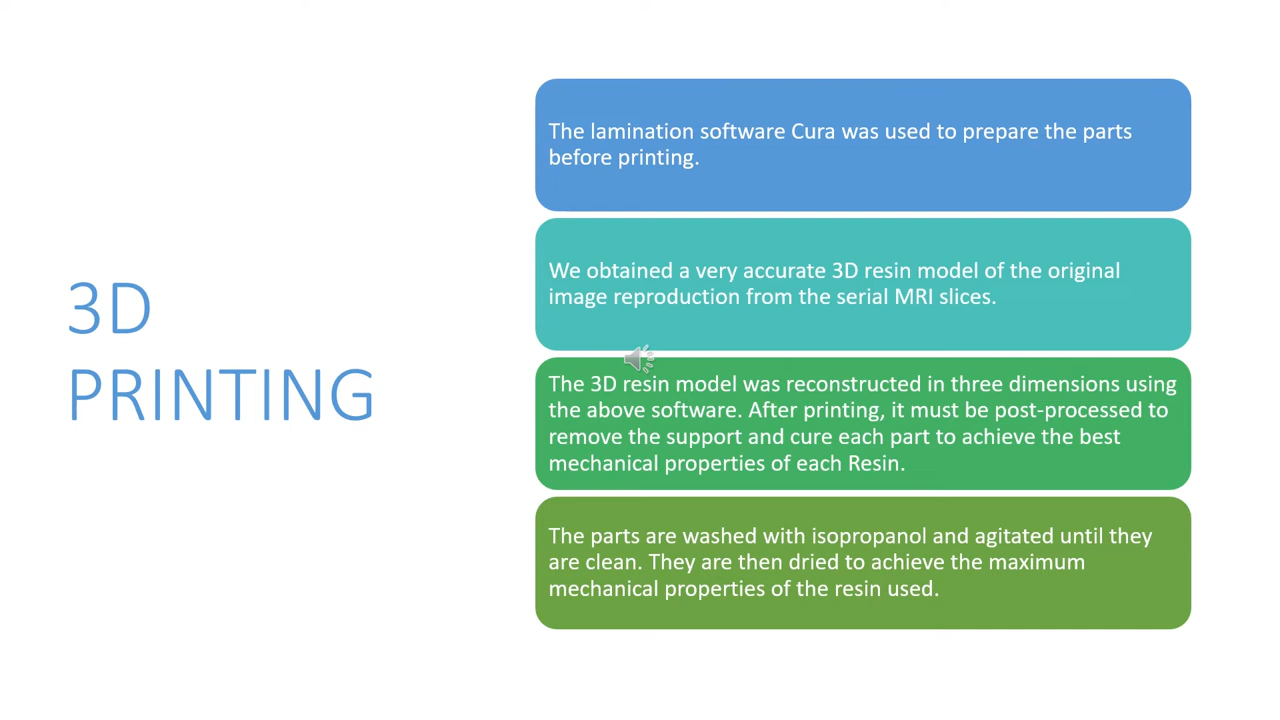 3D
PRINTING
The lamination software Cura was used to prepare the parts
before printing.
We obtained a very accurate 3D resin model of the original
image reproduction from the serial MRI slices.
The 3D resin model was reconstructed in three dimensions using
the above software. After printing, it must be post-processed to
remove the support and cure each part to achieve the best
mechanical properties of each Resin.
The parts are washed with isopropanol and agitated until they
are clean. They are then dried to achieve the maximum
mechanical properties of the resin used.